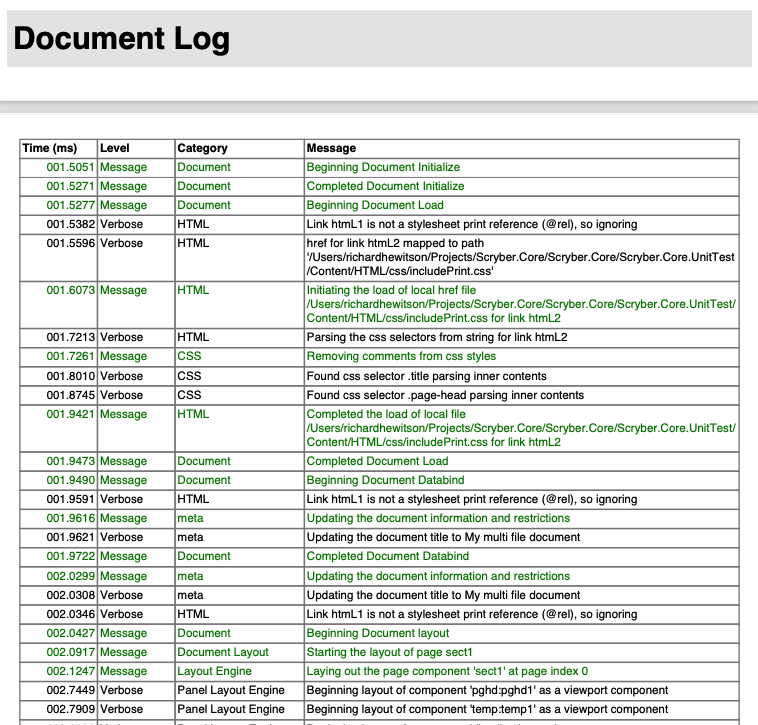 Document Log
Time (ms) Level Category Message
001.5051 Message Document Beginning Document Initialize
001.5271 Message Document Completed Document Initialize
001.5277 Message Document Beginning Document Load
001.5382 Verbose HTML Link htmL1 is not a stylesheet print reference (@rel), so ignoring
001.5596 Verbose HTML href for link htmL2 mapped to path
'/Users/richardhewitson/Projects/Scryber.Core/Scryber.Core/Scryber.Core.UnitTest
/Content/HTML/css/includePrint.css'
001.6073 Message HTML Initiating the load of local href file
/Users/richardhewitson/Projects/Scryber.Core/Scryber.Core/Scryber.Core.UnitTest/
Content/HTML/css/includePrint.css for link htmL2
001.7213 Verbose HTML Parsing the css selectors from string for link htmL2
001.7261 Message CSS Removing comments from css styles
001.8010 Verbose CSS Found css selector .title parsing inner contents
001.8745 Verbose CSS Found css selector .page-head parsing inner contents
001.9421 Message HTML Completed the load of local file
/Users/richardhewitson/Projects/Scryber.Core/Scryber.Core/Scryber.Core.UnitTest/
Content/HTML/css/includePrint.css for link htmL2
001.9473 Message Document Completed Document Load
001.9490 Message Document Beginning Document Databind
001.9591 Verbose HTML Link htmL1 is not a stylesheet print reference (@rel), so ignoring
001.9616 Message meta Updating the document information and restrictions
001.9621 Verbose meta Updating the document title to My multi file document
001.9722 Message Document Completed Document Databind
002.0299 Message meta Updating the document information and restrictions
002.0308 Verbose meta Updating the document title to My multi file document
002.0346 Verbose HTML Link htmL1 is not a stylesheet print reference (@rel), so ignoring
002.0427 Message Document Beginning Document layout
002.0917 Message Document Layout Starting the layout of page sect1
002.1247 Message Layout Engine Laying out the page component 'sect1' at page index 0
002.7449 Verbose Panel Layout Engine Beginning layout of component 'pghd:pghd1' as a viewport component
002.7909 Verbose Panel Layout Engine Beginning layout of component 'temp:temp1' as a viewport component